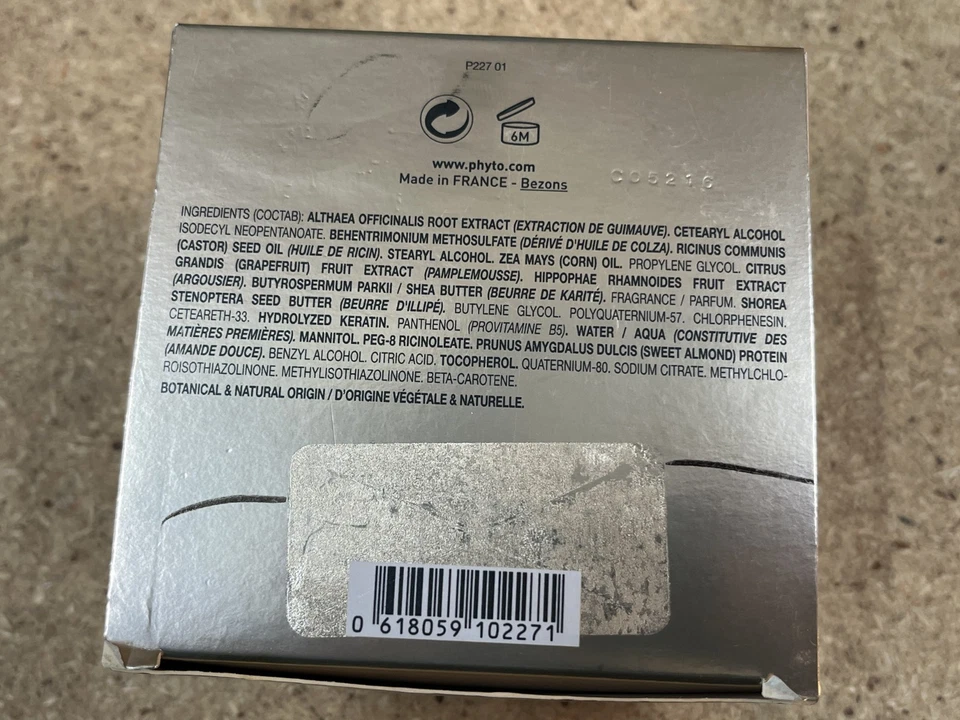 P227 01
6M
www.phyto.com
Made in FRANCE - Bezons
C05216
INGREDIENTS (COCTAB): ALTHAEA OFFICINALIS ROOT EXTRACT (EXTRACTION DE GUIMAUVE). CETEARYL ALCOHOL
ISODECYL NEOPENTANOATE. BEHENTRIMONIUM METHOSULFATE (DÉRIVÉ D'HUILE DE COLZA). RICINUS COMMUNIS
(CASTOR) SEED OIL (HUILE DE RICIN). STEARYL ALCOHOL. ZEA MAYS (CORN) OIL. PROPYLENE GLYCOL. CITRUS
GRANDIS (GRAPEFRUIT) FRUIT EXTRACT (PAMPLEMOUSSE). HIPPOPHAE RHAMNOIDES FRUIT EXTRACT
(ARGOUSIER). BUTYROSPERMUM PARKII / SHEA BUTTER (BEURRE DE KARITÉ). FRAGRANCE / PARFUM. SHOREA
STENOPTERA SEED BUTTER (BEURRE D'ILLIPÉ). BUTYLENE GLYCOL. POLYQUATERNIUM-57. CHLORPHENESIN.
CETEARETH-33. HYDROLYZED KERATIN. PANTHENOL (PROVITAMINE B5). WATER / AQUA (CONSTITUTIVE DES
MATIÈRES PREMIÈRES). MANNITOL. PEG-8 RICINOLEATE. PRUNUS AMYGDALUS DULCIS (SWEET ALMOND) PROTEIN
(AMANDE DOUCE). BENZYL ALCOHOL. CITRIC ACID. TOCOPHEROL. QUATERNIUM-80. SODIUM CITRATE. METHYLCHLO-
ROISOTHIAZOLINONE. METHYLISOTHIAZOLINONE. BETA-CAROTENE.
BOTANICAL & NATURAL ORIGIN / D'ORIGINE VÉGÉTALE & NATURELLE.
0 618059 102271